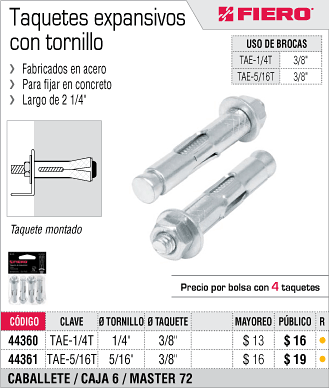 Taquetes expansivos
con tornillo
FIERO
Fabricados en acero
Para fijar en concreto
Largo de 2 1/4"
USO DE BROCAS
TAE-1/4T 3/8"
TAE-5/16T 3/8"
Taquete montado
FIERO
Precio por bolsa con 4 taquetes
CÓDIGO CLAVE Ø TORNILLO Ø TAQUETE MAYOREO PÚBLICO R
44360 TAE-1/4T 1/4" 3/8" $ 13 $ 16
44361 TAE-5/16T 5/16" 3/8" $ 16 $ 19
CABALLETE / CAJA 6 / MASTER 72